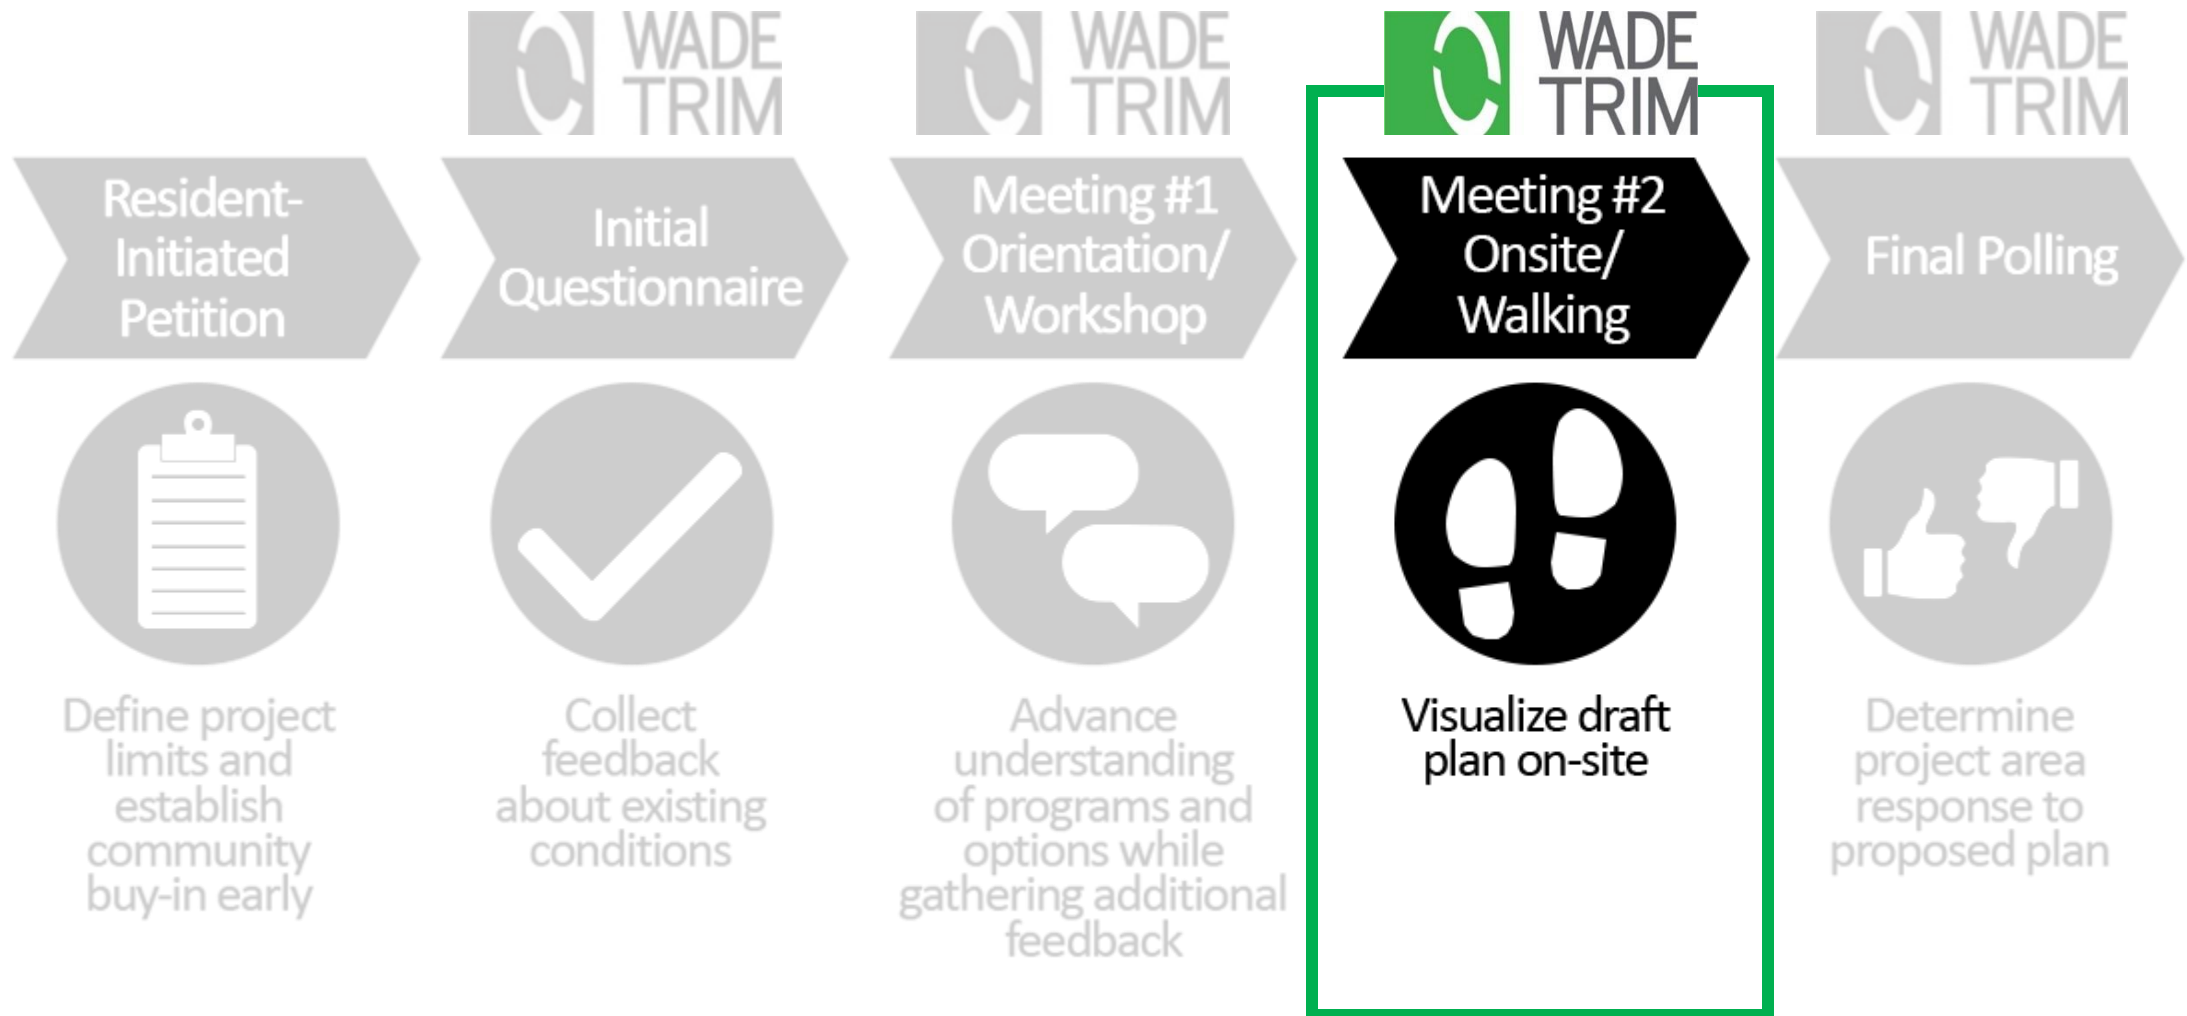 WADE
TRIM
WADE
TRIM
WADE
TRIM
WADE
TRIM
Resident-
Initiated
Petition
Initial
Questionnaire
Meeting #1
Orientation/
Workshop
Meeting #2
Onsite/
Walking
Final Polling
Define project
limits and
establish
community
buy-in early
Collect
feedback
about existing
conditions
Advance
understanding
of programs and
options while
gathering additional
feedback
Visualize draft
plan on-site
Determine
project area
response to
proposed plan